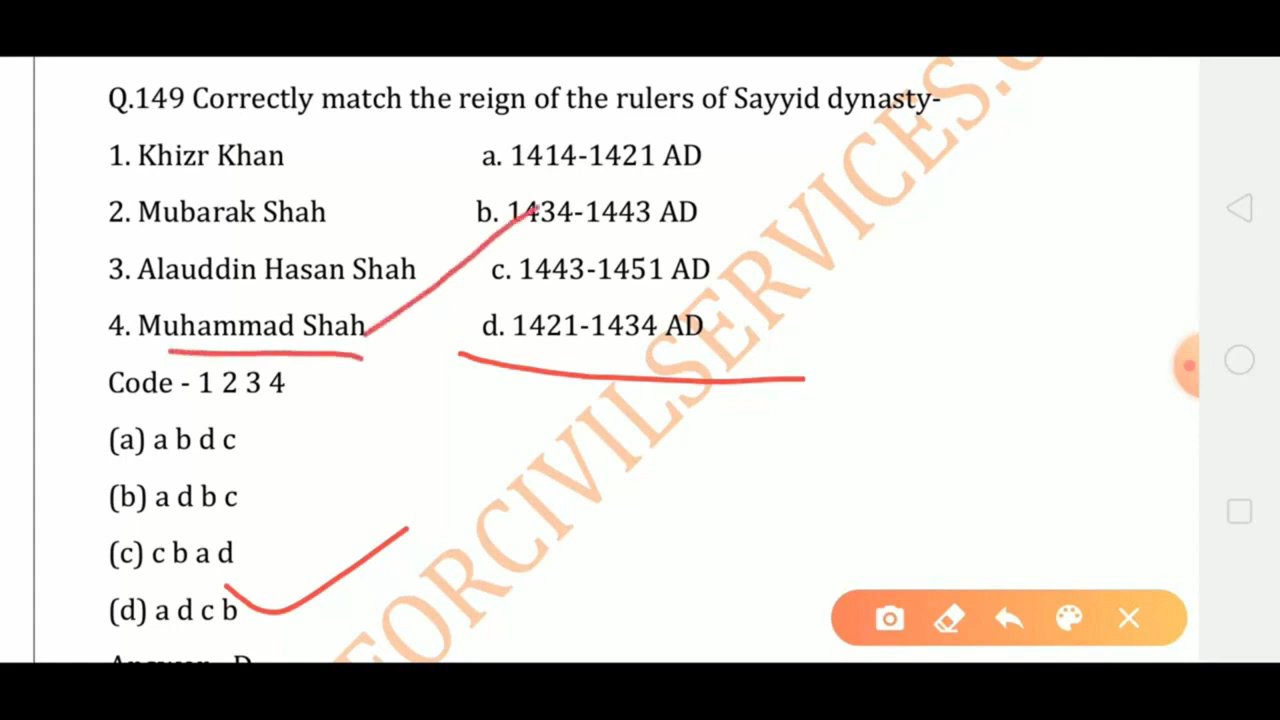 Q.149 Correctly match the reign of the rulers of Sayyid dynasty-
1. Khizr Khan a. 1414-1421 AD
2. Mubarak Shah b. 1434-1443 AD
3. Alauddin Hasan Shah c. 1443-1451 AD
4. Muhammad Shah d. 1421-1434 AD
Code - 1 2 3 4
(a) a b d c
(b) a d b c
(c) c b a d
(d) a d c b
Answer - D
FORCIVILSERVICES.